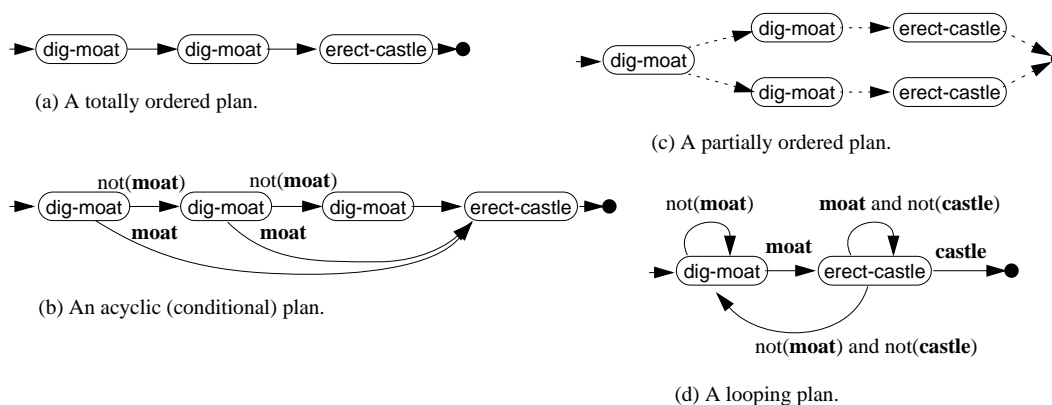 dig-moat dig-moat erect-castle
(a) A totally ordered plan.
not(moat) not(moat)
dig-moat dig-moat dig-moat erect-castle
moat moat
(b) An acyclic (conditional) plan.
dig-moat erect-castle
dig-moat
dig-moat erect-castle
(c) A partially ordered plan.
not(moat) moat and not(castle)
moat castle
dig-moat erect-castle
not(moat) and not(castle)
(d) A looping plan.